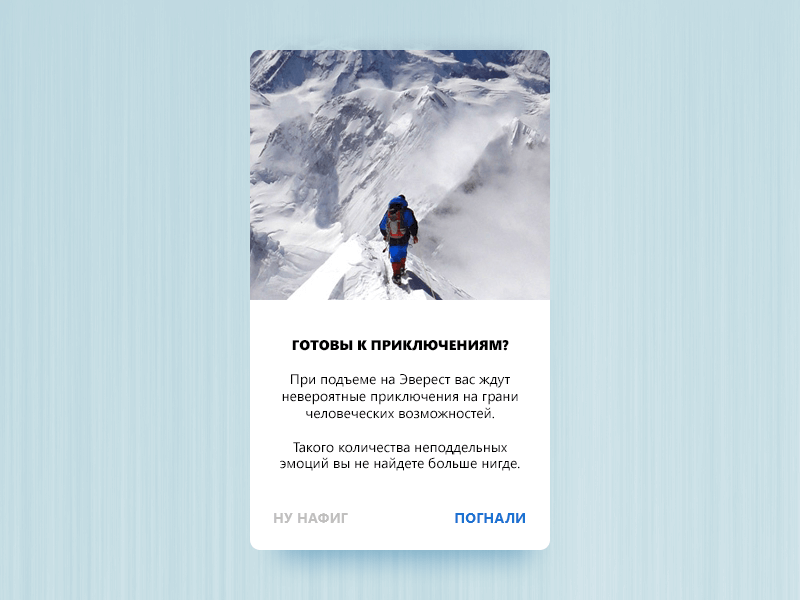 ГОТОВЫ К ПРИКЛЮЧЕНИЯМ?
При подъеме на Эверест вас ждут
невероятные приключения на грани
человеческих возможностей.
Такого количества неподдельных
эмоций вы не найдете больше нигде.
НУ НАФИГ
ПОГНАЛИ